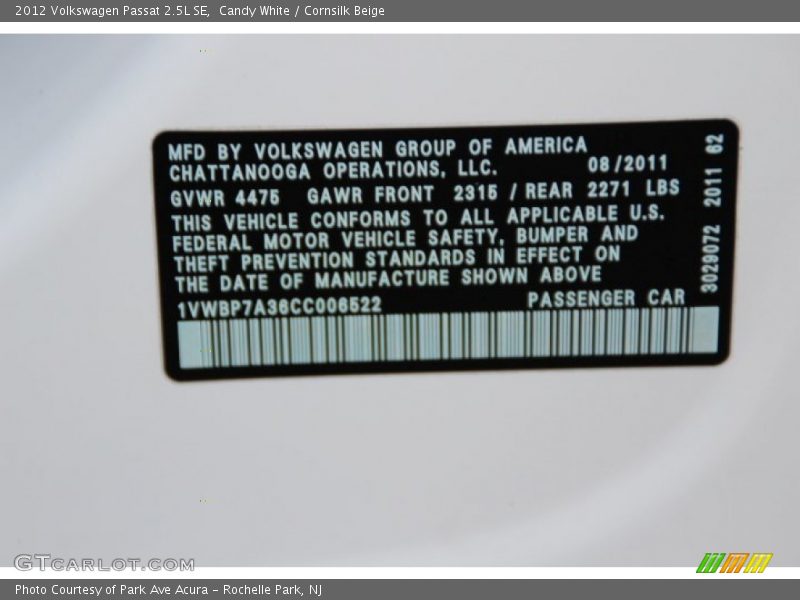 2012 Volkswagen Passat 2.5L SE,  Candy White / Cornsilk Beige
MFD BY VOLKSWAGEN GROUP OF AMERICA
CHATTANOOGA OPERATIONS, LLC. 08/2011
GVWR 4475 GAWR FRONT 2315 / REAR 2271 LBS
THIS VEHICLE CONFORMS TO ALL APPLICABLE U.S.
FEDERAL MOTOR VEHICLE SAFETY, BUMPER AND
THEFT PREVENTION STANDARDS IN EFFECT ON
THE DATE OF MANUFACTURE SHOWN ABOVE
1VWBP7A36CC006522 PASSENGER CAR
3029072 2011 62
GTCARLOT.COM
Photo Courtesy of Park Ave Acura - Rochelle Park, NJ